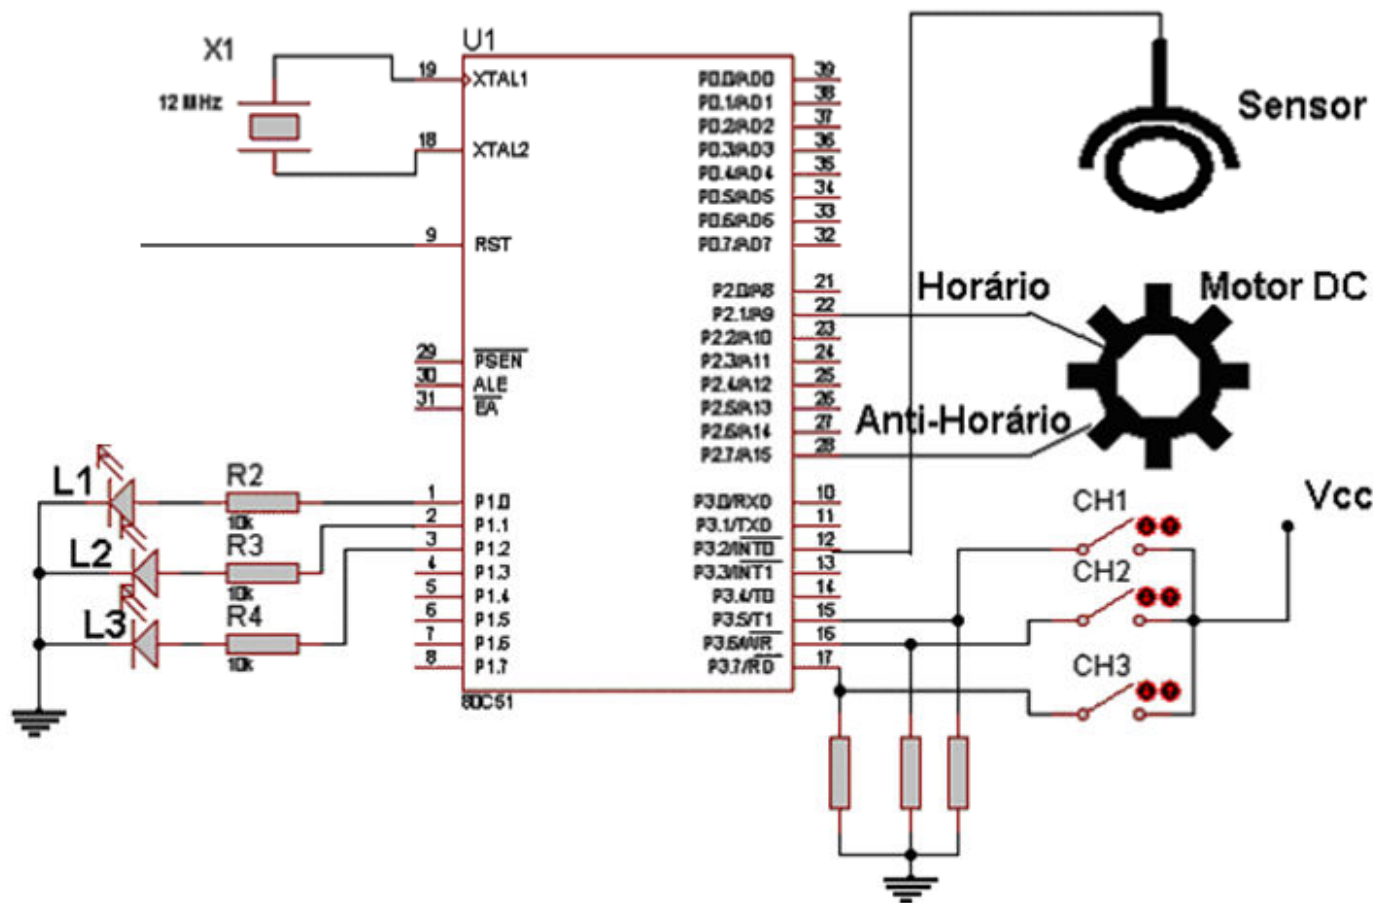 X1
12 MHz
U1
19 XTAL1
18 XTAL2
9 RST
29 PSEN
30 ALE
31 EA
1 P1.0
2 P1.1
3 P1.2
4 P1.3
5 P1.4
6 P1.5
7 P1.6
8 P1.7
80C51
P0.0/AD0 39
P0.1/AD1 38
P0.2/AD2 37
P0.3/AD3 36
P0.4/AD4 35
P0.5/AD5 34
P0.6/AD6 33
P0.7/AD7 32
P2.0/A8 21
P2.1/A9 22
P2.2/A10 23
P2.3/A11 24
P2.4/A12 25
P2.5/A13 26
P2.6/A14 27
P2.7/A15 28
P3.0/RXD 10
P3.1/TXD 11
P3.2/INT0 12
P3.3/INT1 13
P3.4/T0 14
P3.5/T1 15
P3.6/WR 16
P3.7/RD 17
L1
R2
10k
L2
R3
10k
L3
R4
10k
Sensor
Horário
Motor DC
Anti-Horário
Vcc
CH1
CH2
CH3